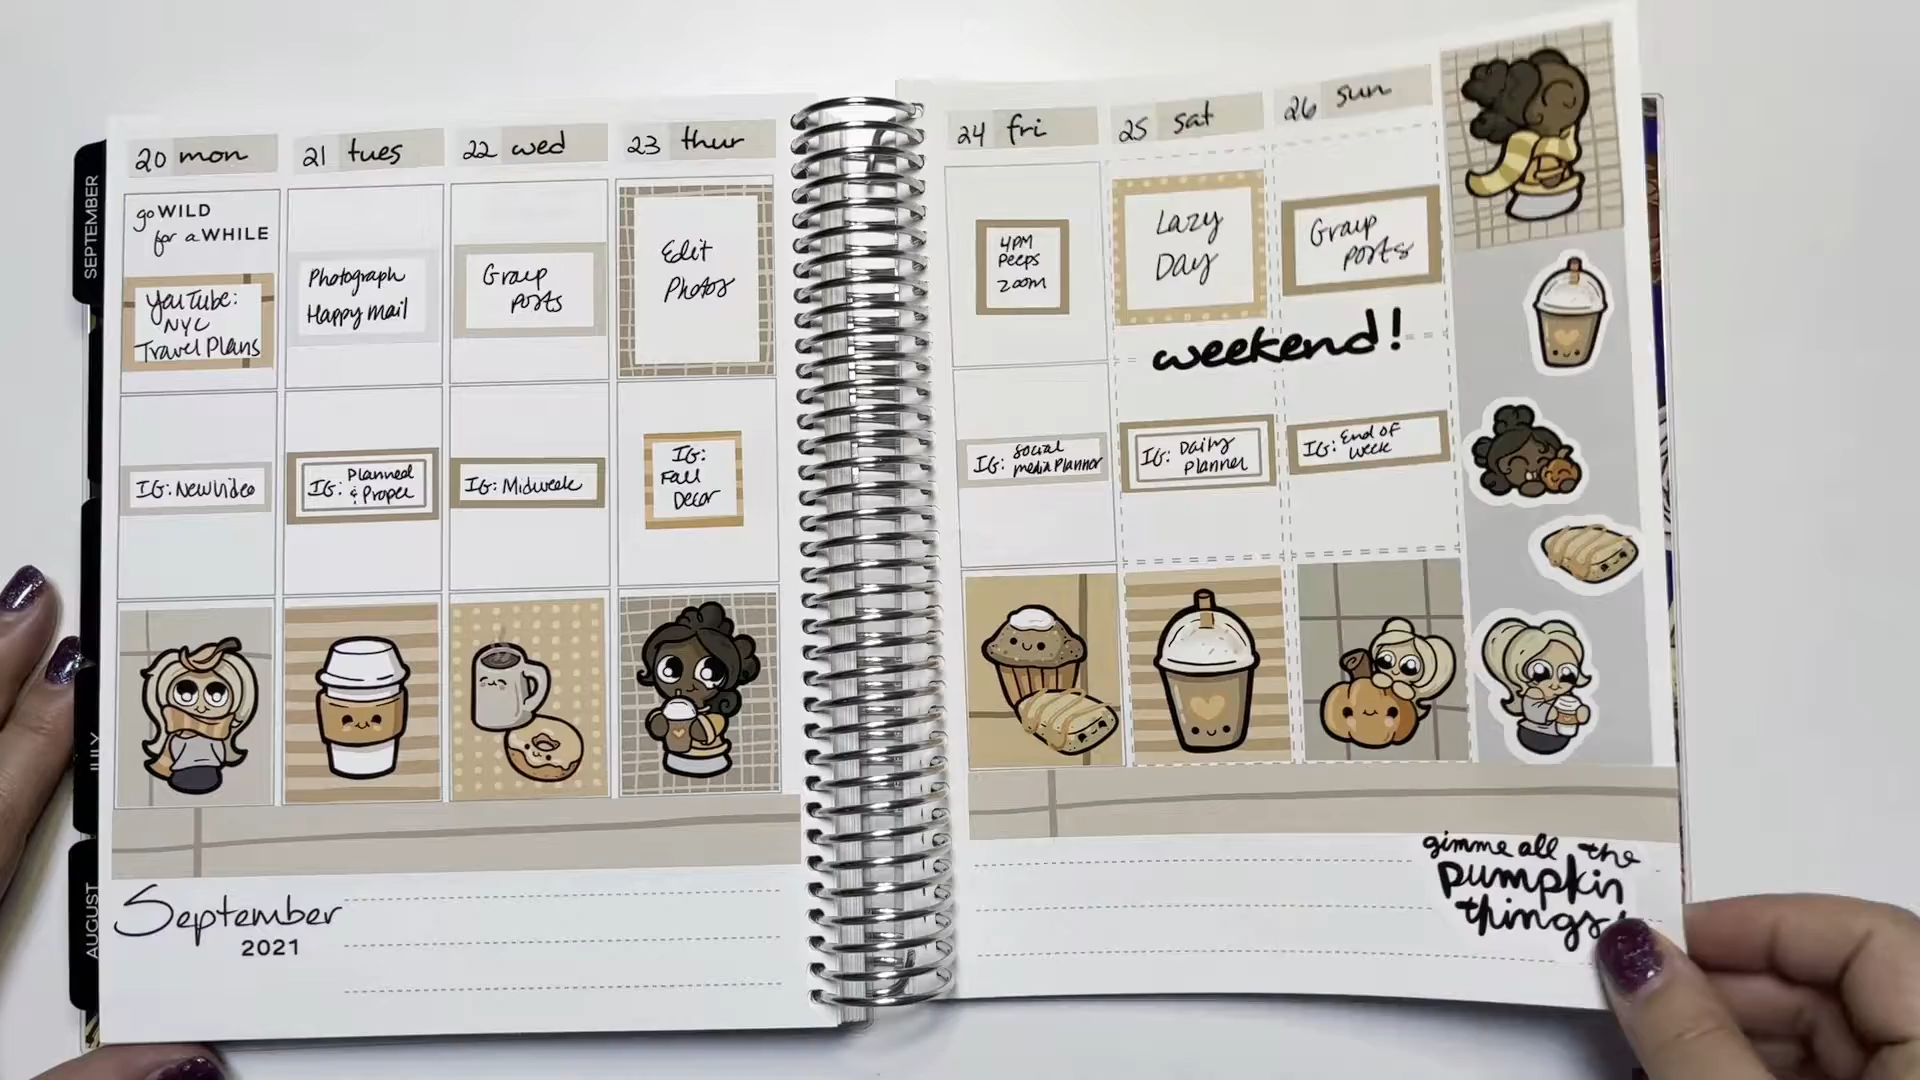 SEPTEMBER
JULY
AUGUST
20 mon
21 tues
22 wed
23 thur
24 fri
25 sat
26 sun
go WILD
for a WHILE
YouTube:
NYC
Travel Plans
Photograph
Happy mail
Group
posts
Edit
Photos
4PM
Peeps
zoom
Lazy
Day
Group
posts
weekend!
IG: New Video
IG: Planned
& Proper
IG: Midweek
IG:
Fall
Decor
IG: Social
media Planner
IG: Daily
Planner
IG: End of
week
September
2021
gimme all the
pumpkin
things!